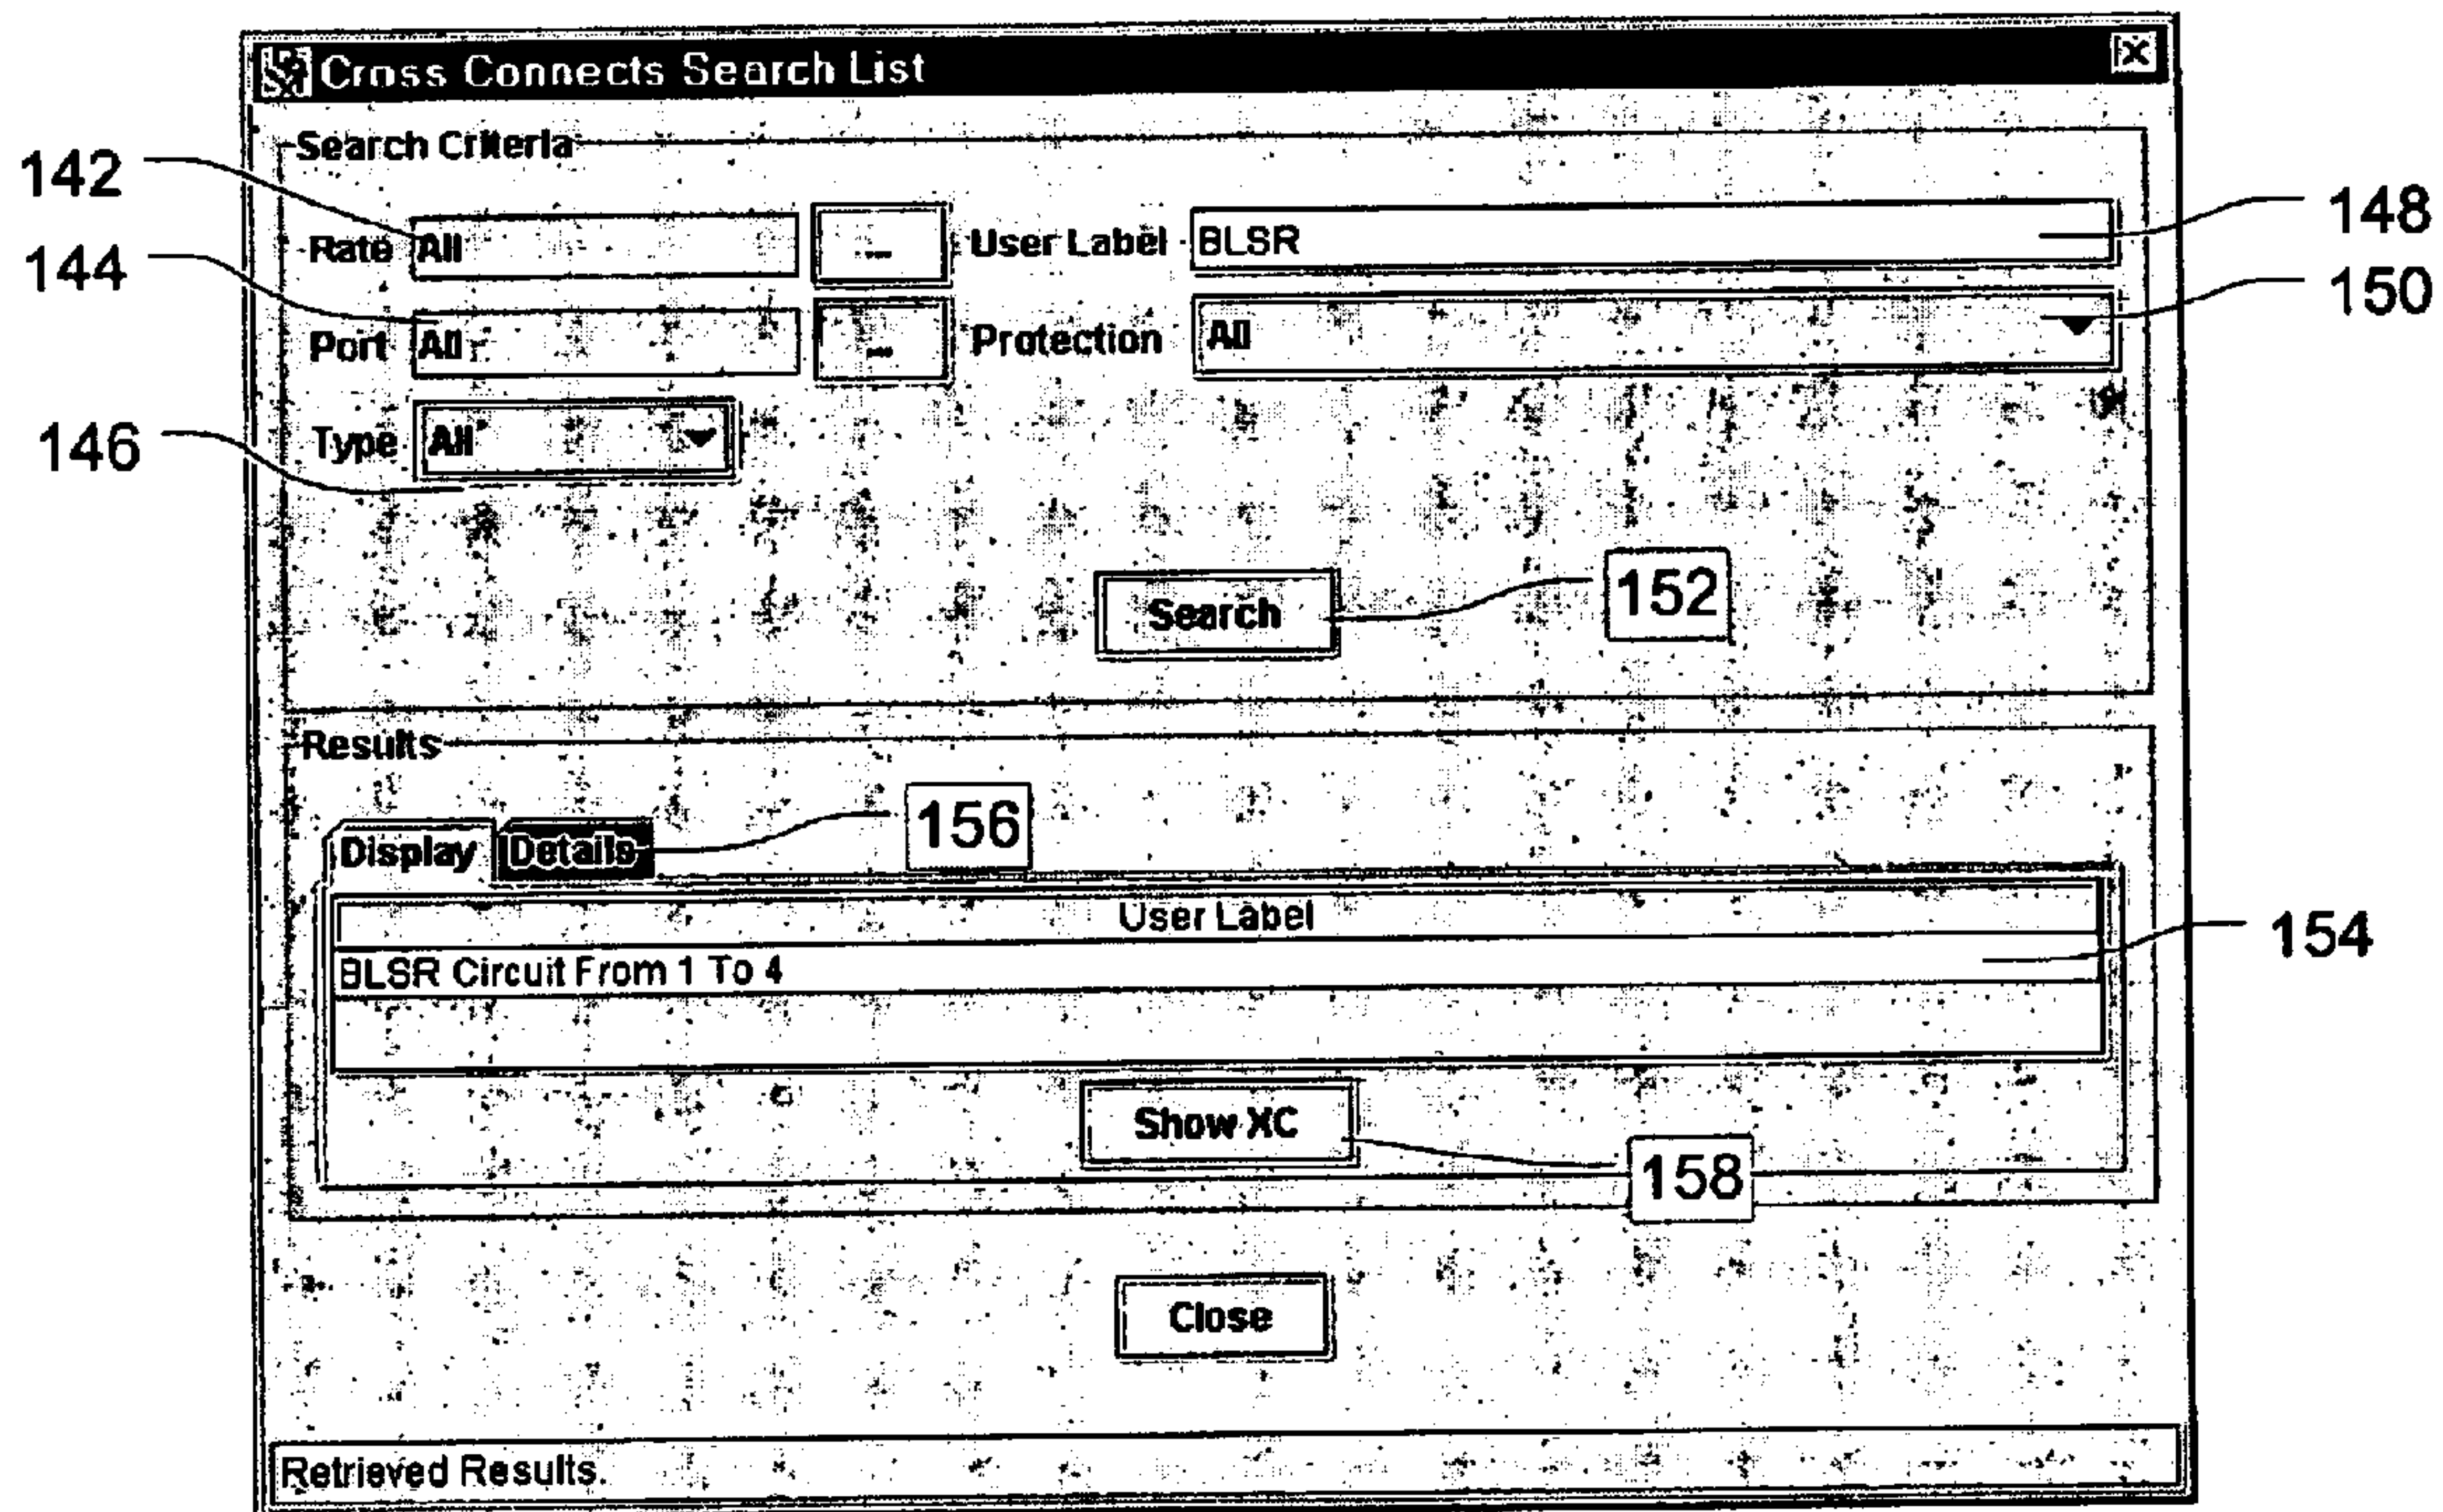 Cross Connects Search List
Search Criteria
142
Rate All ... User Label BLSR
148
144
Port All ... Protection All
150
146
Type All
Search
152
Results
156
Display Details
User Label
154
BLSR Circuit From 1 To 4
Show XC
158
Close
Retrieved Results.